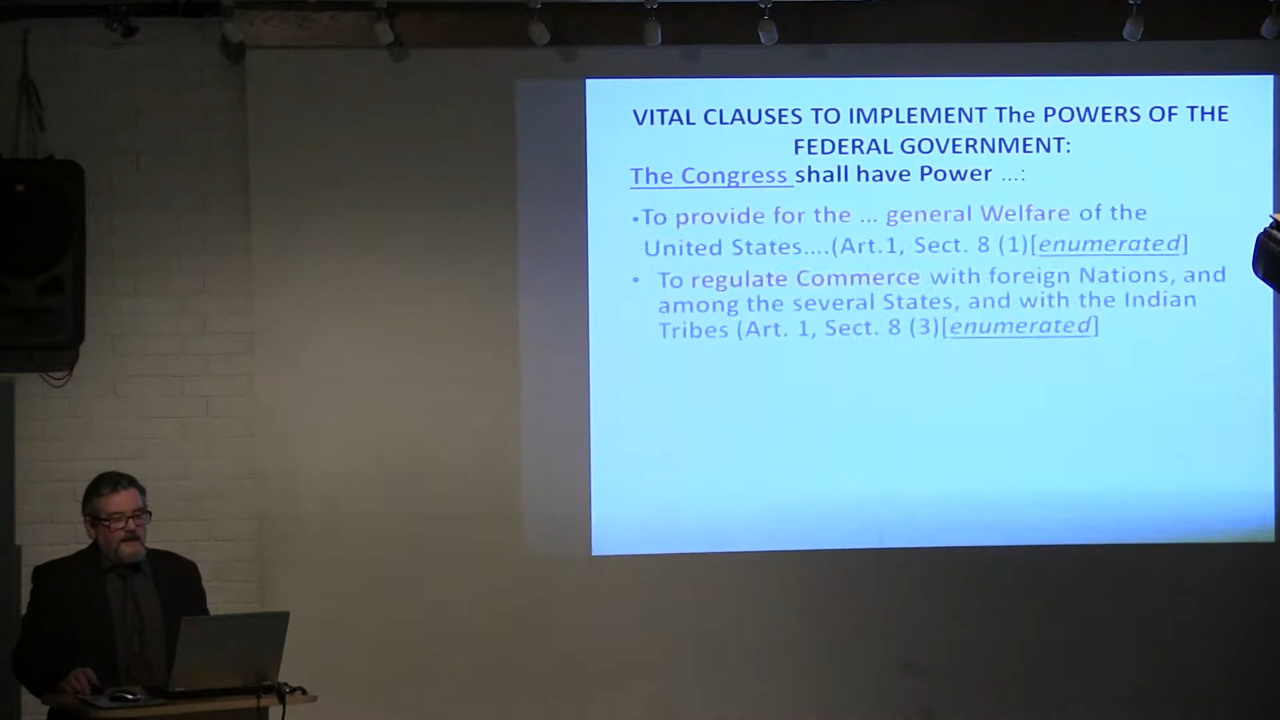 VITAL CLAUSES TO IMPLEMENT The POWERS OF THE
FEDERAL GOVERNMENT:
The Congress shall have Power ...:
•To provide for the ... general Welfare of the
United States....(Art.1, Sect. 8 (1)[enumerated]
• To regulate Commerce with foreign Nations, and
among the several States, and with the Indian
Tribes (Art. 1, Sect. 8 (3)[enumerated]